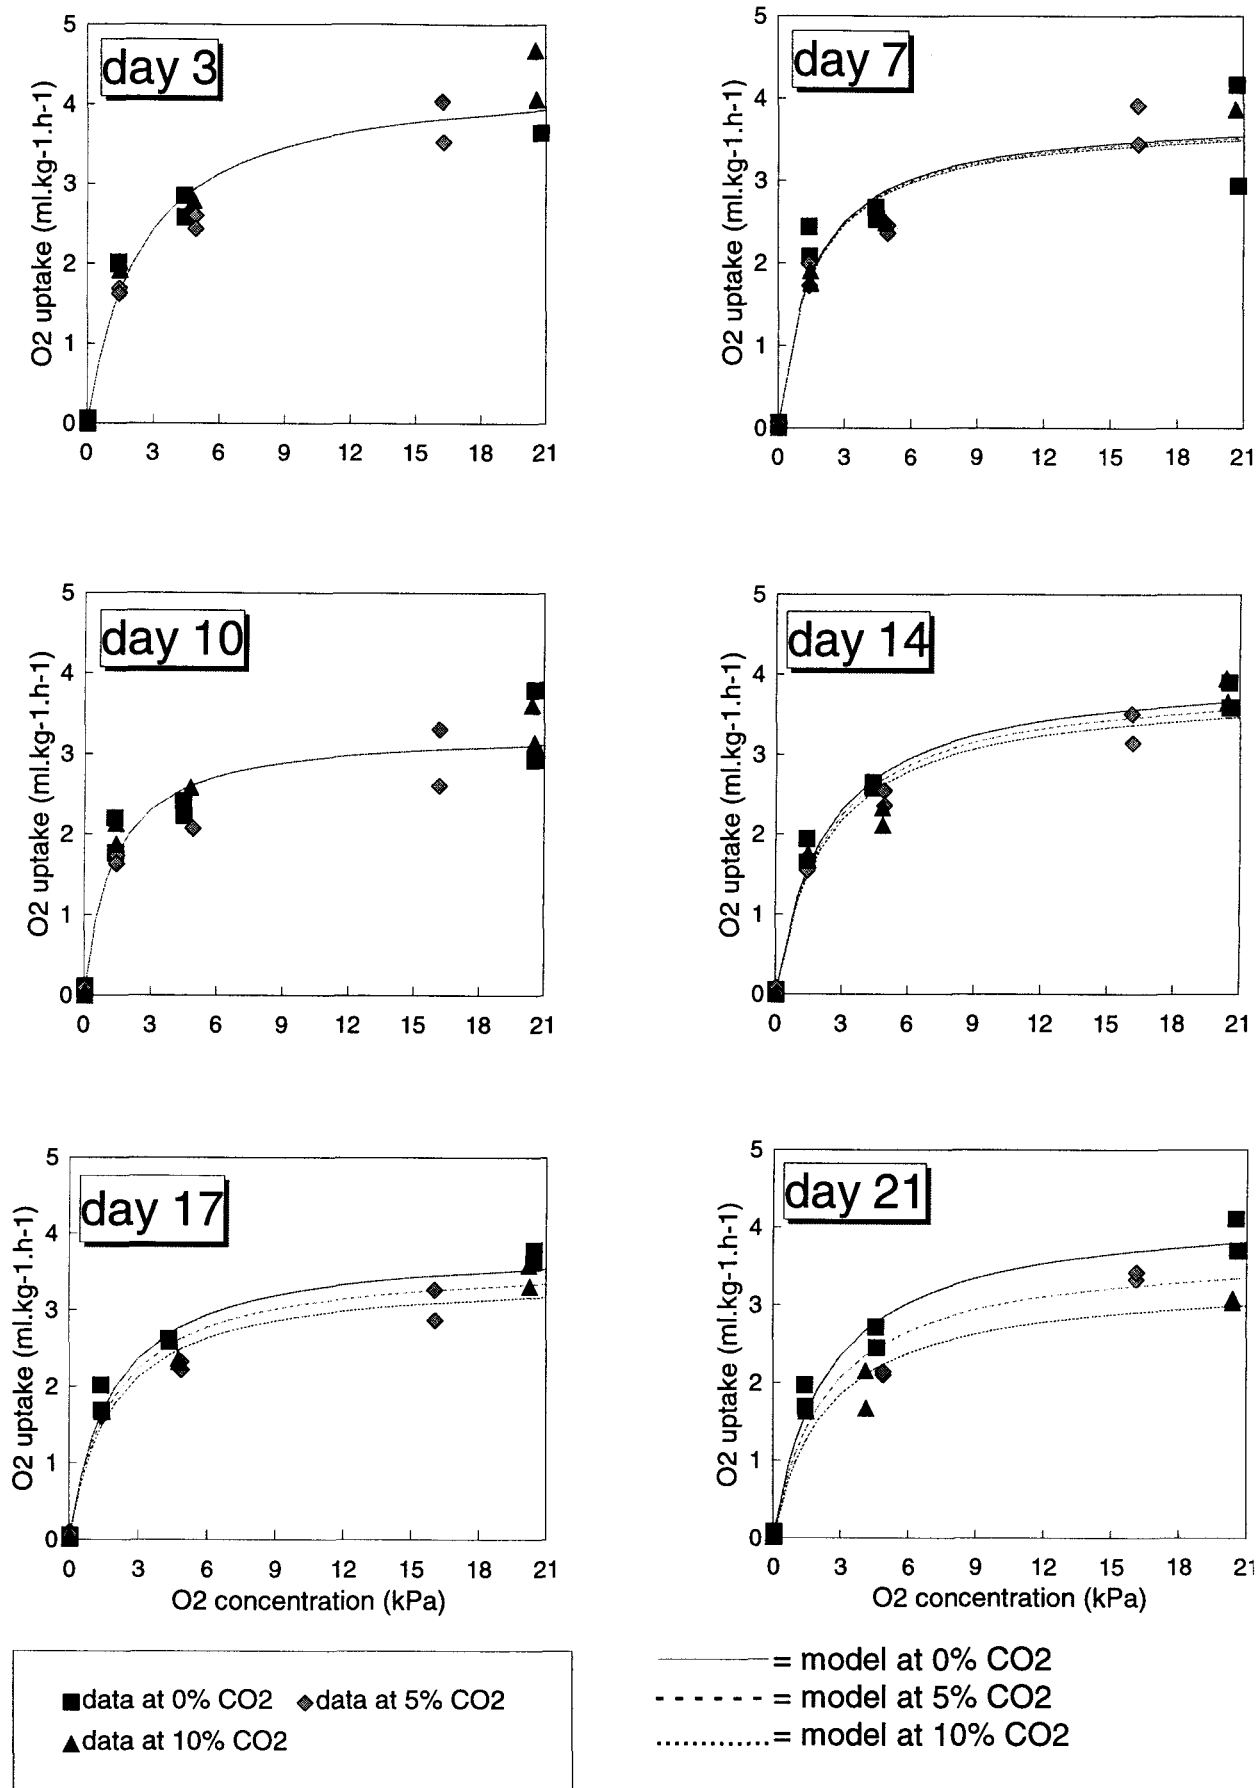 day 3
O2 uptake (ml.kg-1.h-1)
5
4
3
2
1
0
0 3 6 9 12 15 18 21
day 7
O2 uptake (ml.kg-1.h-1)
5
4
3
2
1
0
0 3 6 9 12 15 18 21
day 10
O2 uptake (ml.kg-1.h-1)
5
4
3
2
1
0
0 3 6 9 12 15 18 21
day 14
O2 uptake (ml.kg-1.h-1)
5
4
3
2
1
0
0 3 6 9 12 15 18 21
day 17
O2 uptake (ml.kg-1.h-1)
5
4
3
2
1
0
0 3 6 9 12 15 18 21
O2 concentration (kPa)
day 21
O2 uptake (ml.kg-1.h-1)
5
4
3
2
1
0
0 3 6 9 12 15 18 21
O2 concentration (kPa)
data at 0% CO2 data at 5% CO2
data at 10% CO2
= model at 0% CO2
= model at 5% CO2
= model at 10% CO2